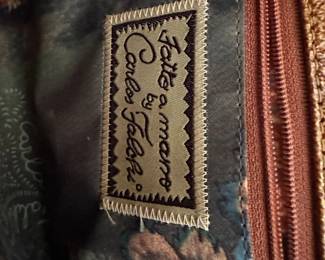 Fatto a mano
by
Carlos Falchi